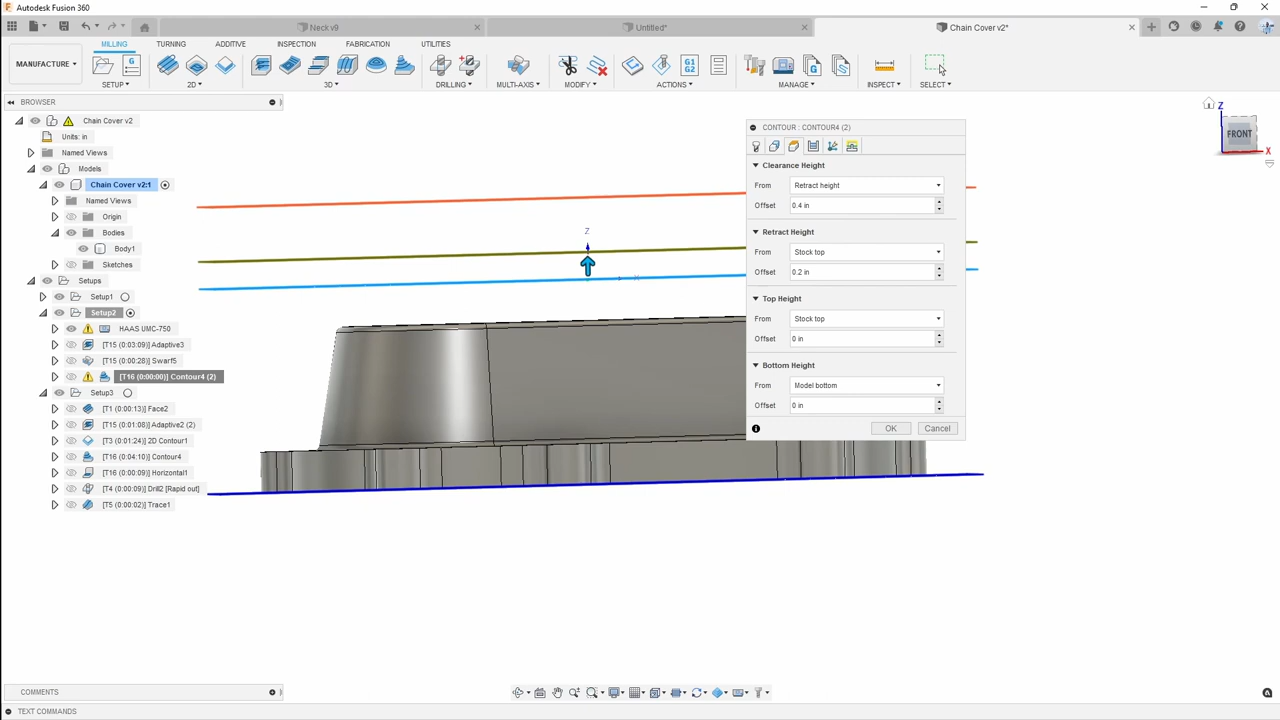 Autodesk Fusion 360
Neck v9
Untitled*
Chain Cover v2*
MILLING
TURNING
ADDITIVE
INSPECTION
FABRICATION
UTILITIES
MANUFACTURE
SETUP
2D
3D
DRILLING
MULTI-AXIS
MODIFY
ACTIONS
MANAGE
INSPECT
SELECT
G1
G2
BROWSER
Chain Cover v2
Units: in
Named Views
Models
Chain Cover v2:1
Named Views
Origin
Bodies
Body1
Sketches
Setups
Setup1
Setup2
HAAS UMC-750
[T15 (0:03:09)] Adaptive3
[T15 (0:00:28)] Swarf5
[T16 (0:00:00)] Contour4 (2)
Setup3
[T1 (0:00:13)] Face2
[T15 (0:01:08)] Adaptive2 (2)
[T3 (0:01:24)] 2D Contour1
[T16 (0:04:10)] Contour4
[T16 (0:00:09)] Horizontal1
[T4 (0:00:09)] Drill2 [Rapid out]
[T5 (0:00:02)] Trace1
Z
X
CONTOUR : CONTOUR4 (2)
Clearance Height
From Retract height
Offset 0.4 in
Retract Height
From Stock top
Offset 0.2 in
Top Height
From Stock top
Offset 0 in
Bottom Height
From Model bottom
Offset 0 in
OK Cancel
Z
FRONT
X
COMMENTS
TEXT COMMANDS